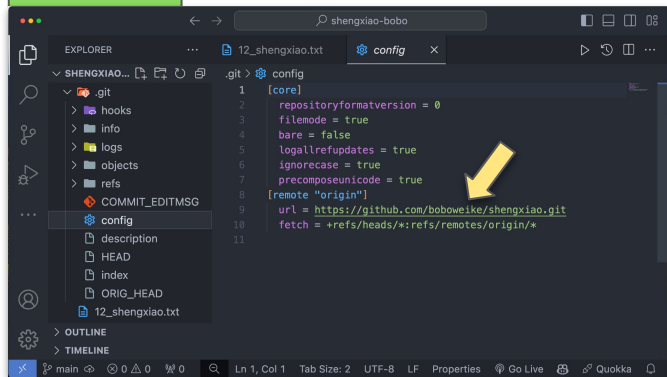 shengxiao-bobo
EXPLORER
12_shengxiao.txt
config
SHENGXIAO...
.git > config
.git
hooks
info
logs
objects
refs
COMMIT_EDITMSG
config
description
HEAD
index
ORIG_HEAD
12_shengxiao.txt
OUTLINE
TIMELINE
1 [core]
2 repositoryformatversion = 0
3 filemode = true
4 bare = false
5 logallrefupdates = true
6 ignorecase = true
7 precomposeunicode = true
8 [remote "origin"]
9 url = https://github.com/boboweike/shengxiao.git
10 fetch = +refs/heads/*:refs/remotes/origin/*
11
main 0 0 0 Ln 1, Col 1 Tab Size: 2 UTF-8 LF Properties Go Live Quokka